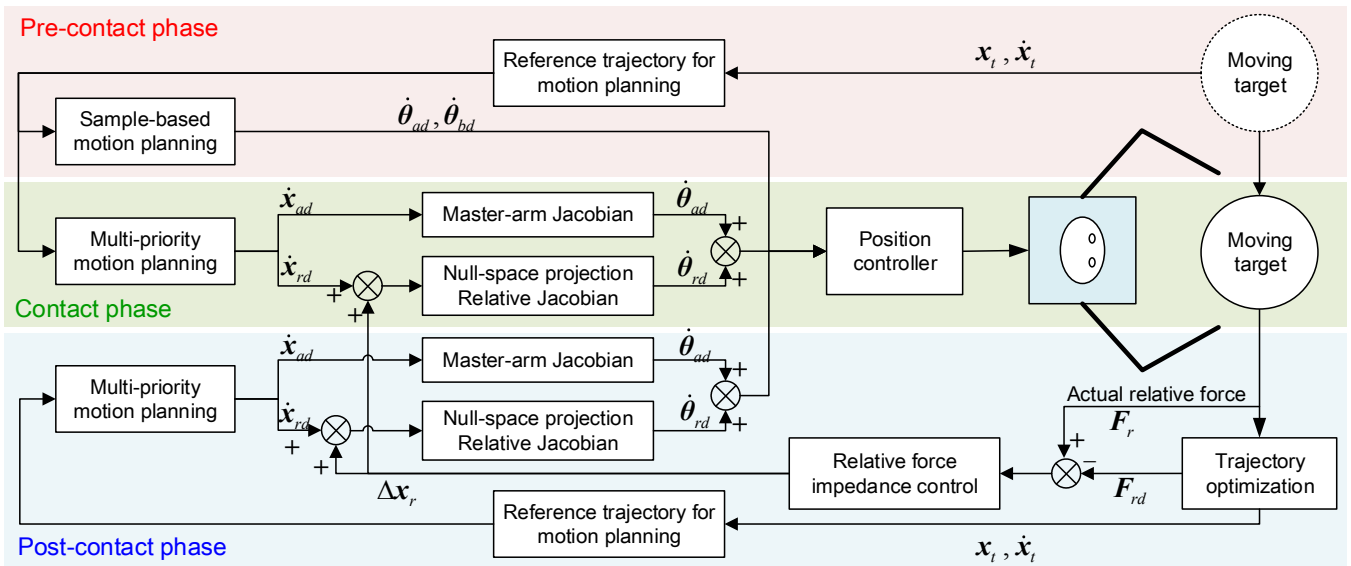 Pre-contact phase
Reference trajectory for
motion planning
x_t , ẋ_t
Moving
target
Sample-based
motion planning
θ̇_ad, θ̇_bd
Multi-priority
motion planning
ẋ_ad
Master-arm Jacobian
θ̇_ad
+
ẋ_rd
+
+
Null-space projection
Relative Jacobian
θ̇_rd
+
Position
controller
Moving
target
Contact phase
Multi-priority
motion planning
ẋ_ad
Master-arm Jacobian
θ̇_ad
+
ẋ_rd
+
+
Null-space projection
Relative Jacobian
θ̇_rd
+
Actual relative force
F_r
+
−
F_rd
Trajectory
optimization
Relative force
impedance control
Δx_r
Reference trajectory for
motion planning
x_t , ẋ_t
Post-contact phase